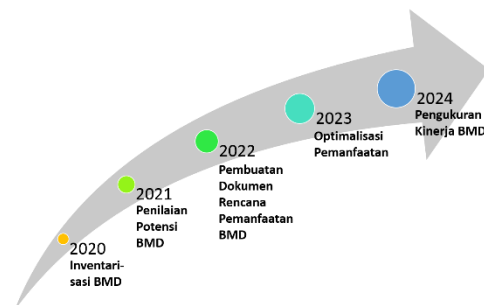 2020
Inventari-
sasi BMD
2021
Penilaian
Potensi
BMD
2022
Pembuatan
Dokumen
Rencana
Pemanfaatan
BMD
2023
Optimalisasi
Pemanfaatan
2024
Pengukuran
Kinerja BMD